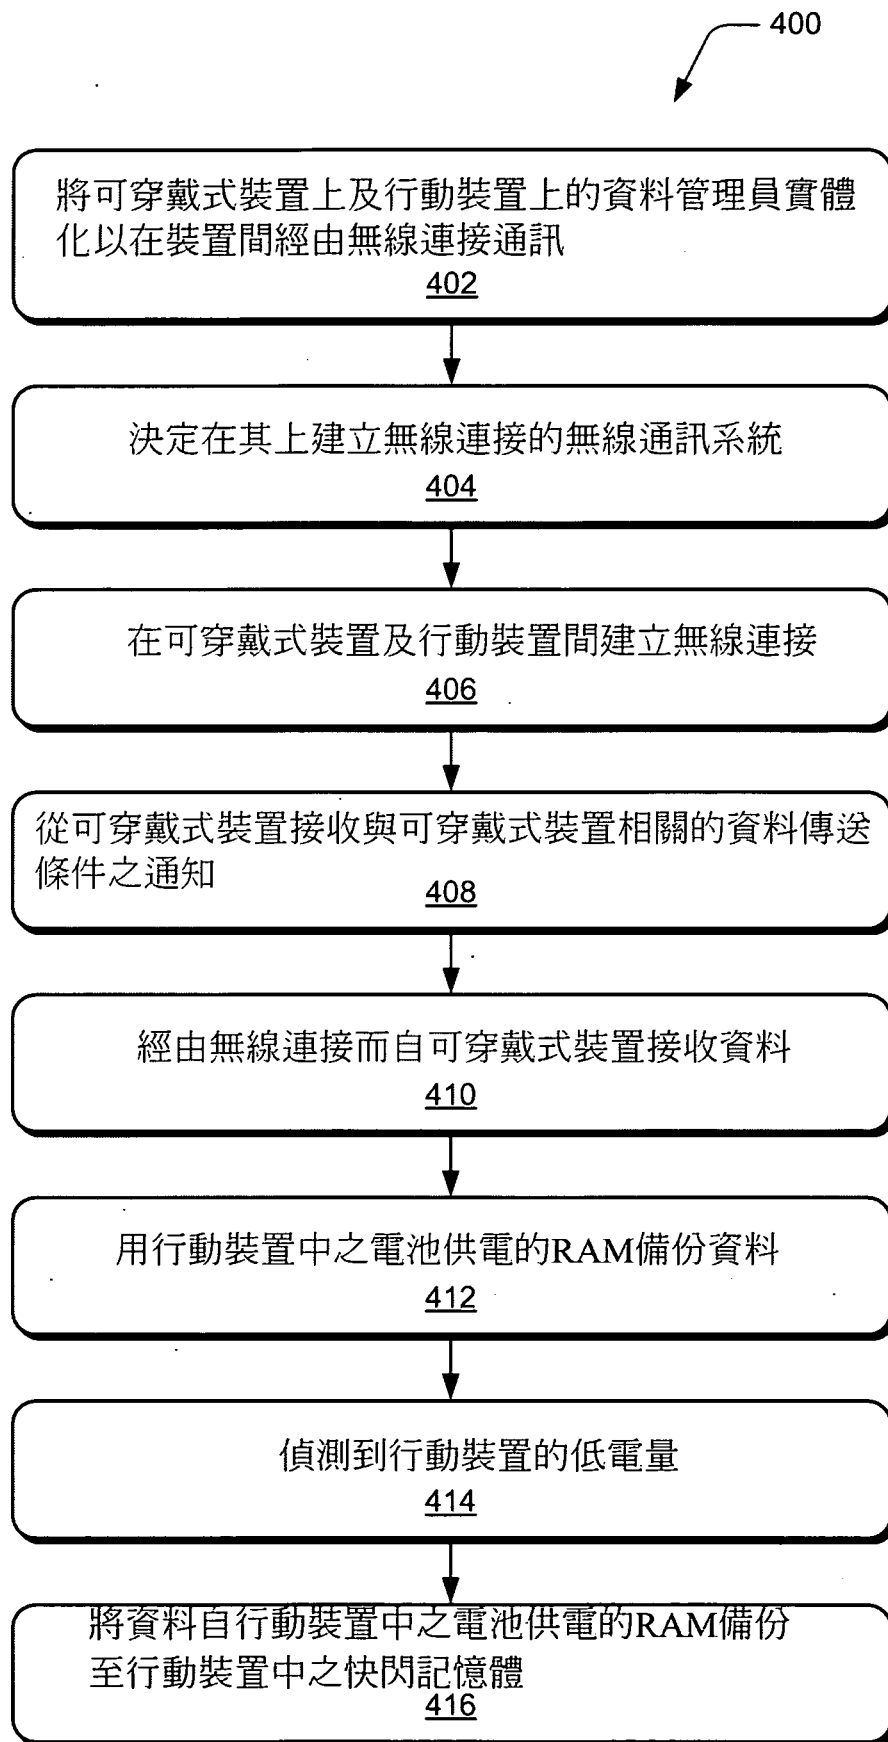 400
將可穿戴式裝置上及行動裝置上的資料管理員實體
化以在裝置間經由無線連接通訊
402
決定在其上建立無線連接的無線通訊系統
404
在可穿戴式裝置及行動裝置間建立無線連接
406
從可穿戴式裝置接收與可穿戴式裝置相關的資料傳送
條件之通知
408
經由無線連接而自可穿戴式裝置接收資料
410
用行動裝置中之電池供電的RAM備份資料
412
偵測到行動裝置的低電量
414
將資料自行動裝置中之電池供電的RAM備份
至行動裝置中之快閃記憶體
416